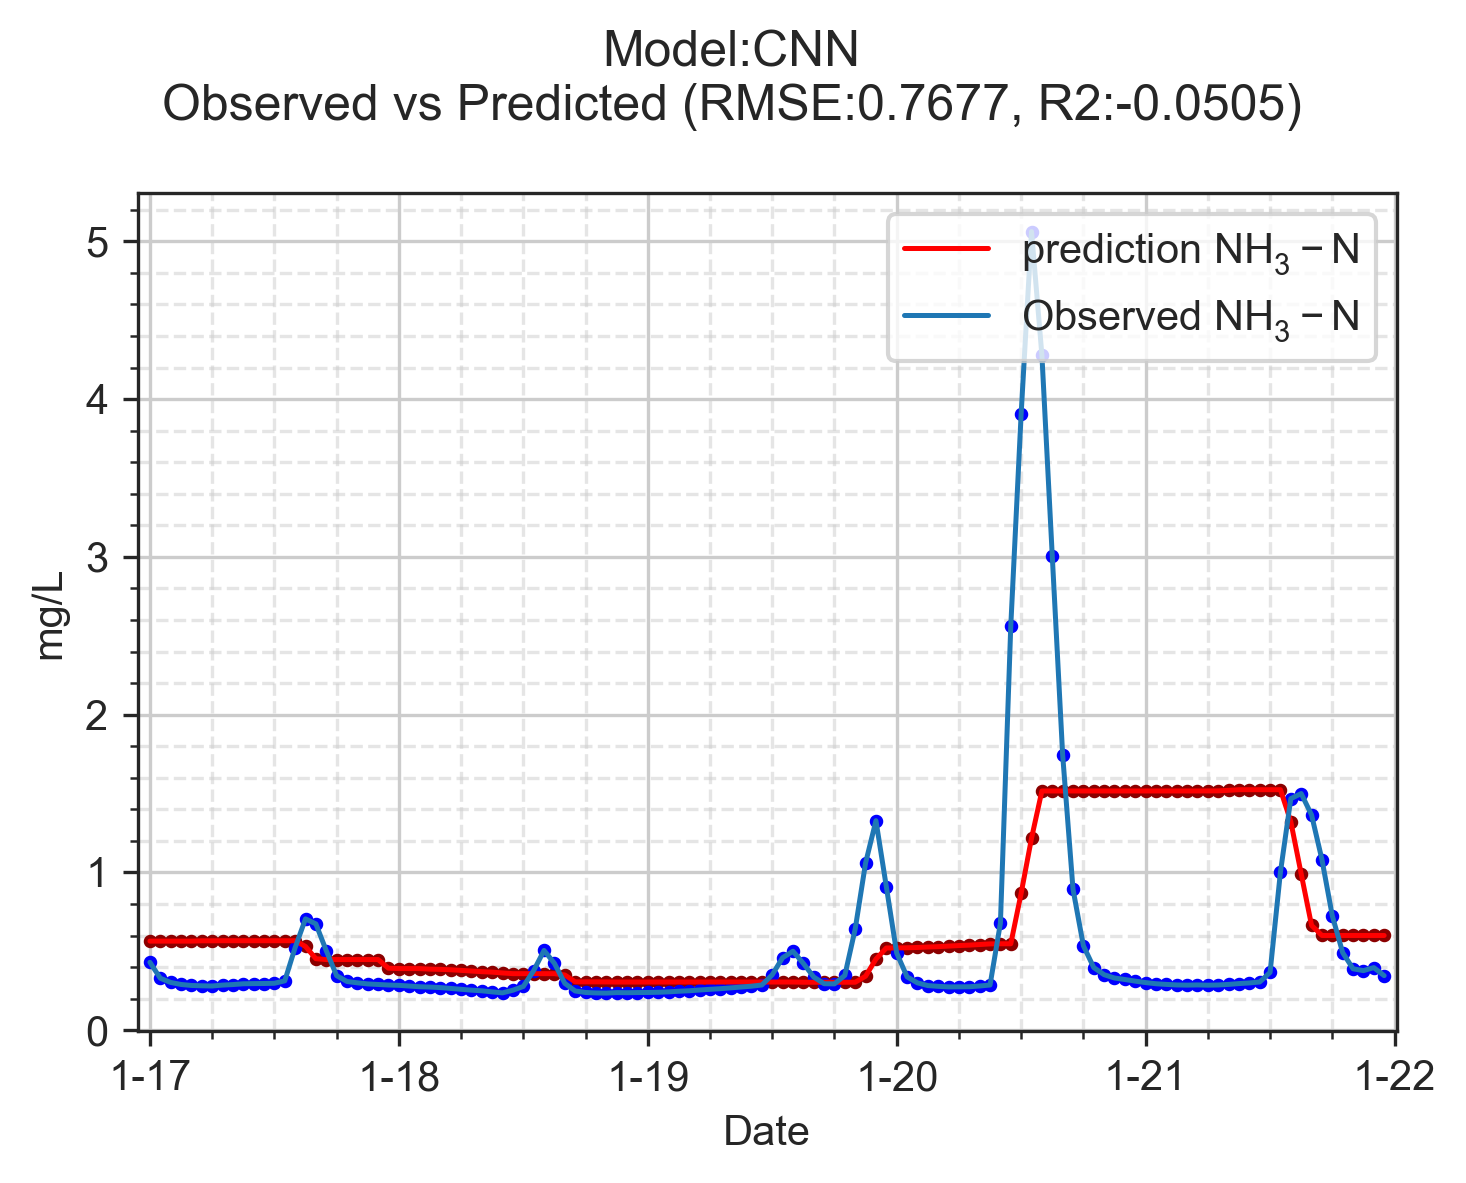 Model:CNN
Observed vs Predicted (RMSE:0.7677, R2:-0.0505)
prediction NH₃ − N
Observed NH₃ − N
5
4
3
2
1
0
mg/L
1-17 1-18 1-19 1-20 1-21 1-22
Date